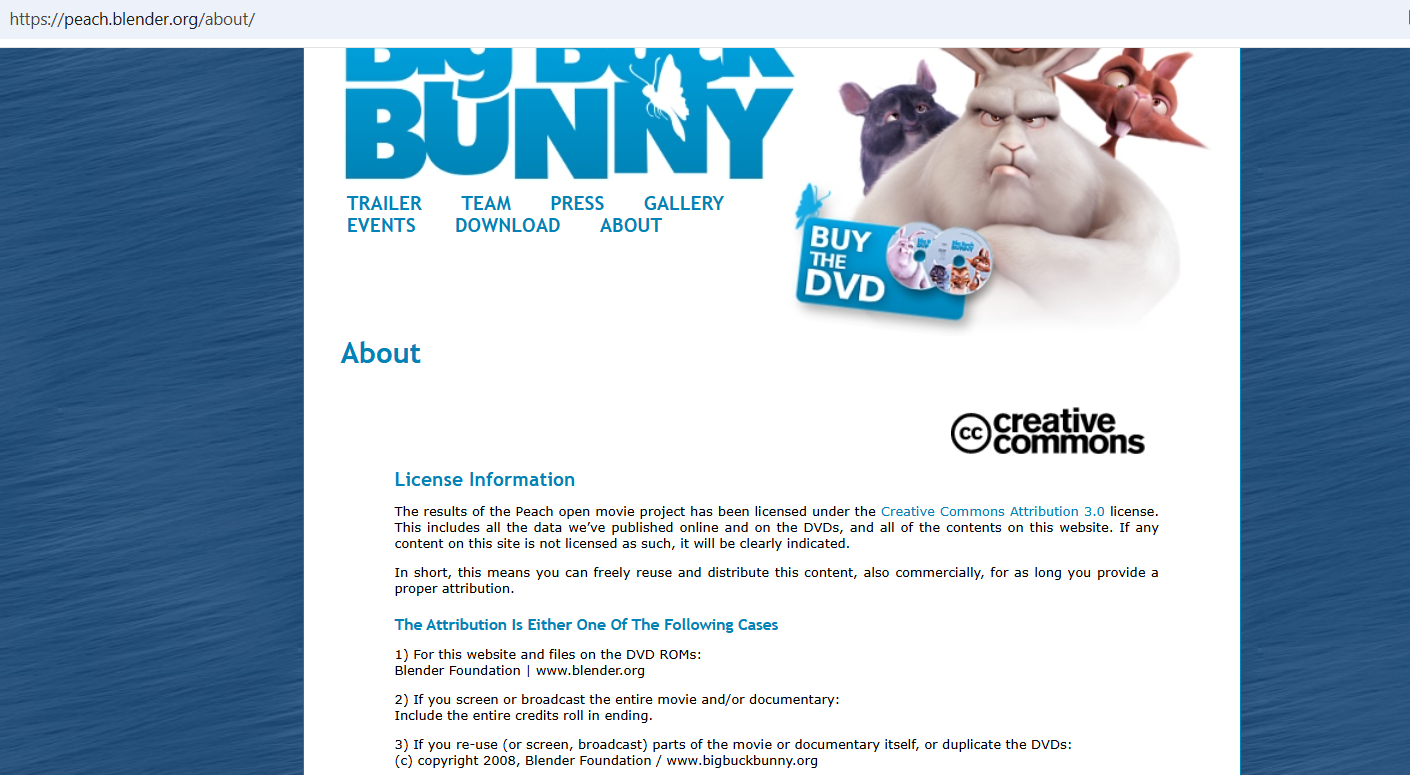 https://peach.blender.org/about/
Big Buck
BUNNY
TRAILER TEAM PRESS GALLERY
EVENTS DOWNLOAD ABOUT
BUY
THE
DVD
About
cc creative
commons
License Information
The results of the Peach open movie project has been licensed under the Creative Commons Attribution 3.0 license.
This includes all the data we’ve published online and on the DVDs, and all of the contents on this website. If any
content on this site is not licensed as such, it will be clearly indicated.
In short, this means you can freely reuse and distribute this content, also commercially, for as long you provide a
proper attribution.
The Attribution Is Either One Of The Following Cases
1) For this website and files on the DVD ROMs:
Blender Foundation | www.blender.org
2) If you screen or broadcast the entire movie and/or documentary:
Include the entire credits roll in ending.
3) If you re-use (or screen, broadcast) parts of the movie or documentary itself, or duplicate the DVDs:
(c) copyright 2008, Blender Foundation / www.bigbuckbunny.org